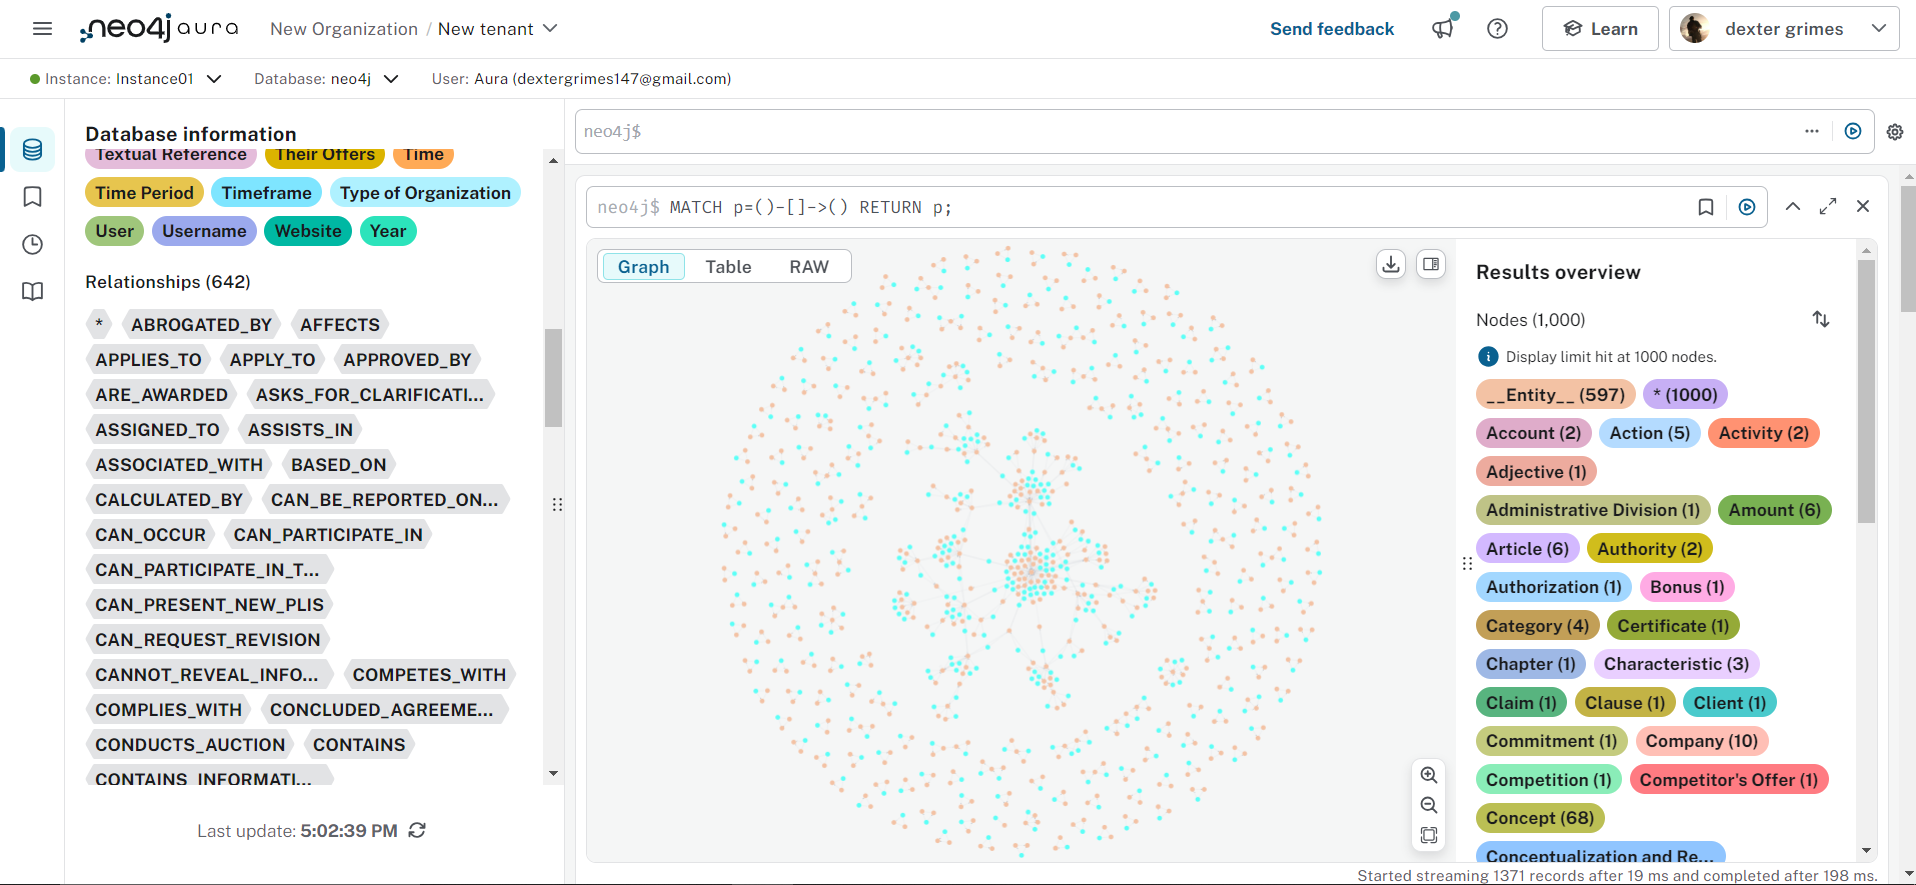 neo4j aura New Organization / New tenant Send feedback Learn dexter grimes
Instance: Instance01 Database: neo4j User: Aura (dextergrimes147@gmail.com)
Database information
Textual Reference Their Offers Time
Time Period Timeframe Type of Organization
User Username Website Year
Relationships (642)
* ABROGATED_BY AFFECTS
APPLIES_TO APPLY_TO APPROVED_BY
ARE_AWARDED ASKS_FOR_CLARIFICATI...
ASSIGNED_TO ASSISTS_IN
ASSOCIATED_WITH BASED_ON
CALCULATED_BY CAN_BE_REPORTED_ON...
CAN_OCCUR CAN_PARTICIPATE_IN
CAN_PARTICIPATE_IN_T...
CAN_PRESENT_NEW_PLIS
CAN_REQUEST_REVISION
CANNOT_REVEAL_INFO... COMPETES_WITH
COMPLIES_WITH CONCLUDED_AGREEME...
CONDUCTS_AUCTION CONTAINS
CONTAINS_INFORMATI...
Last update: 5:02:39 PM
neo4j$
neo4j$ MATCH p=()-[]->() RETURN p;
Graph Table RAW
Results overview
Nodes (1,000)
Display limit hit at 1000 nodes.
__Entity__ (597) * (1000)
Account (2) Action (5) Activity (2)
Adjective (1)
Administrative Division (1) Amount (6)
Article (6) Authority (2)
Authorization (1) Bonus (1)
Category (4) Certificate (1)
Chapter (1) Characteristic (3)
Claim (1) Clause (1) Client (1)
Commitment (1) Company (10)
Competition (1) Competitor's Offer (1)
Concept (68)
Conceptualization and Re...
Started streaming 1371 records after 19 ms and completed after 198 ms.